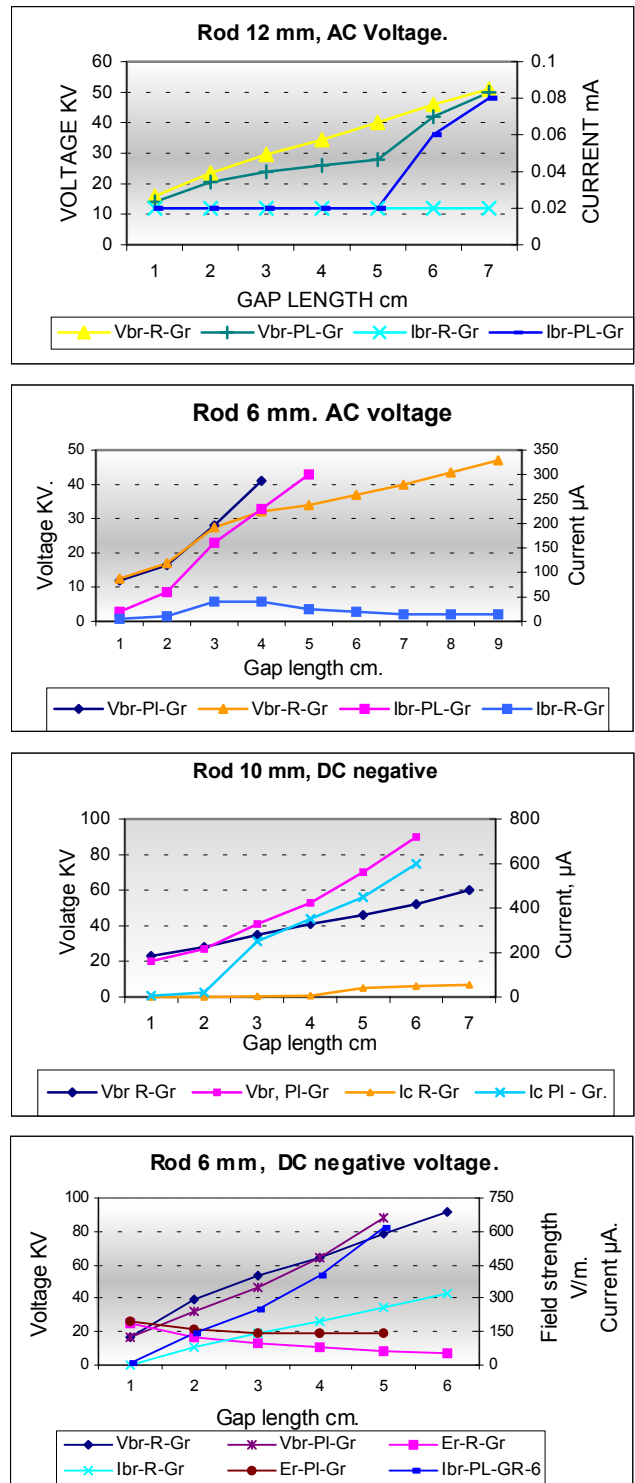 Rod 12 mm, AC Voltage.
VOLTAGE KV
60
50
40
30
20
10
0
0.1
0.08
0.06
0.04
0.02
0
CURRENT mA
1 2 3 4 5 6 7
GAP LENGTH cm
Vbr-R-Gr Vbr-PL-Gr Ibr-R-Gr Ibr-PL-Gr
Rod 6 mm. AC voltage
Voltage KV.
50
40
30
20
10
0
350
300
250
200
150
100
50
0
Current µA
1 2 3 4 5 6 7 8 9
Gap length cm.
Vbr-Pl-Gr Vbr-R-Gr Ibr-PL-Gr Ibr-R-Gr
Rod 10 mm, DC negative
Volatge KV
100
80
60
40
20
0
800
600
400
200
0
Current, µA
1 2 3 4 5 6 7
Gap length cm
Vbr R-Gr Vbr, Pl-Gr Ic R-Gr Ic Pl - Gr.
Rod 6 mm, DC negative voltage.
Voltage KV
100
80
60
40
20
0
750
600
450
300
150
0
Field strength
V/m.
Current µA.
1 2 3 4 5 6
Gap length cm.
Vbr-R-Gr Vbr-Pl-Gr Er-R-Gr
Ibr-R-Gr Er-Pl-Gr Ibr-PL-GR-6